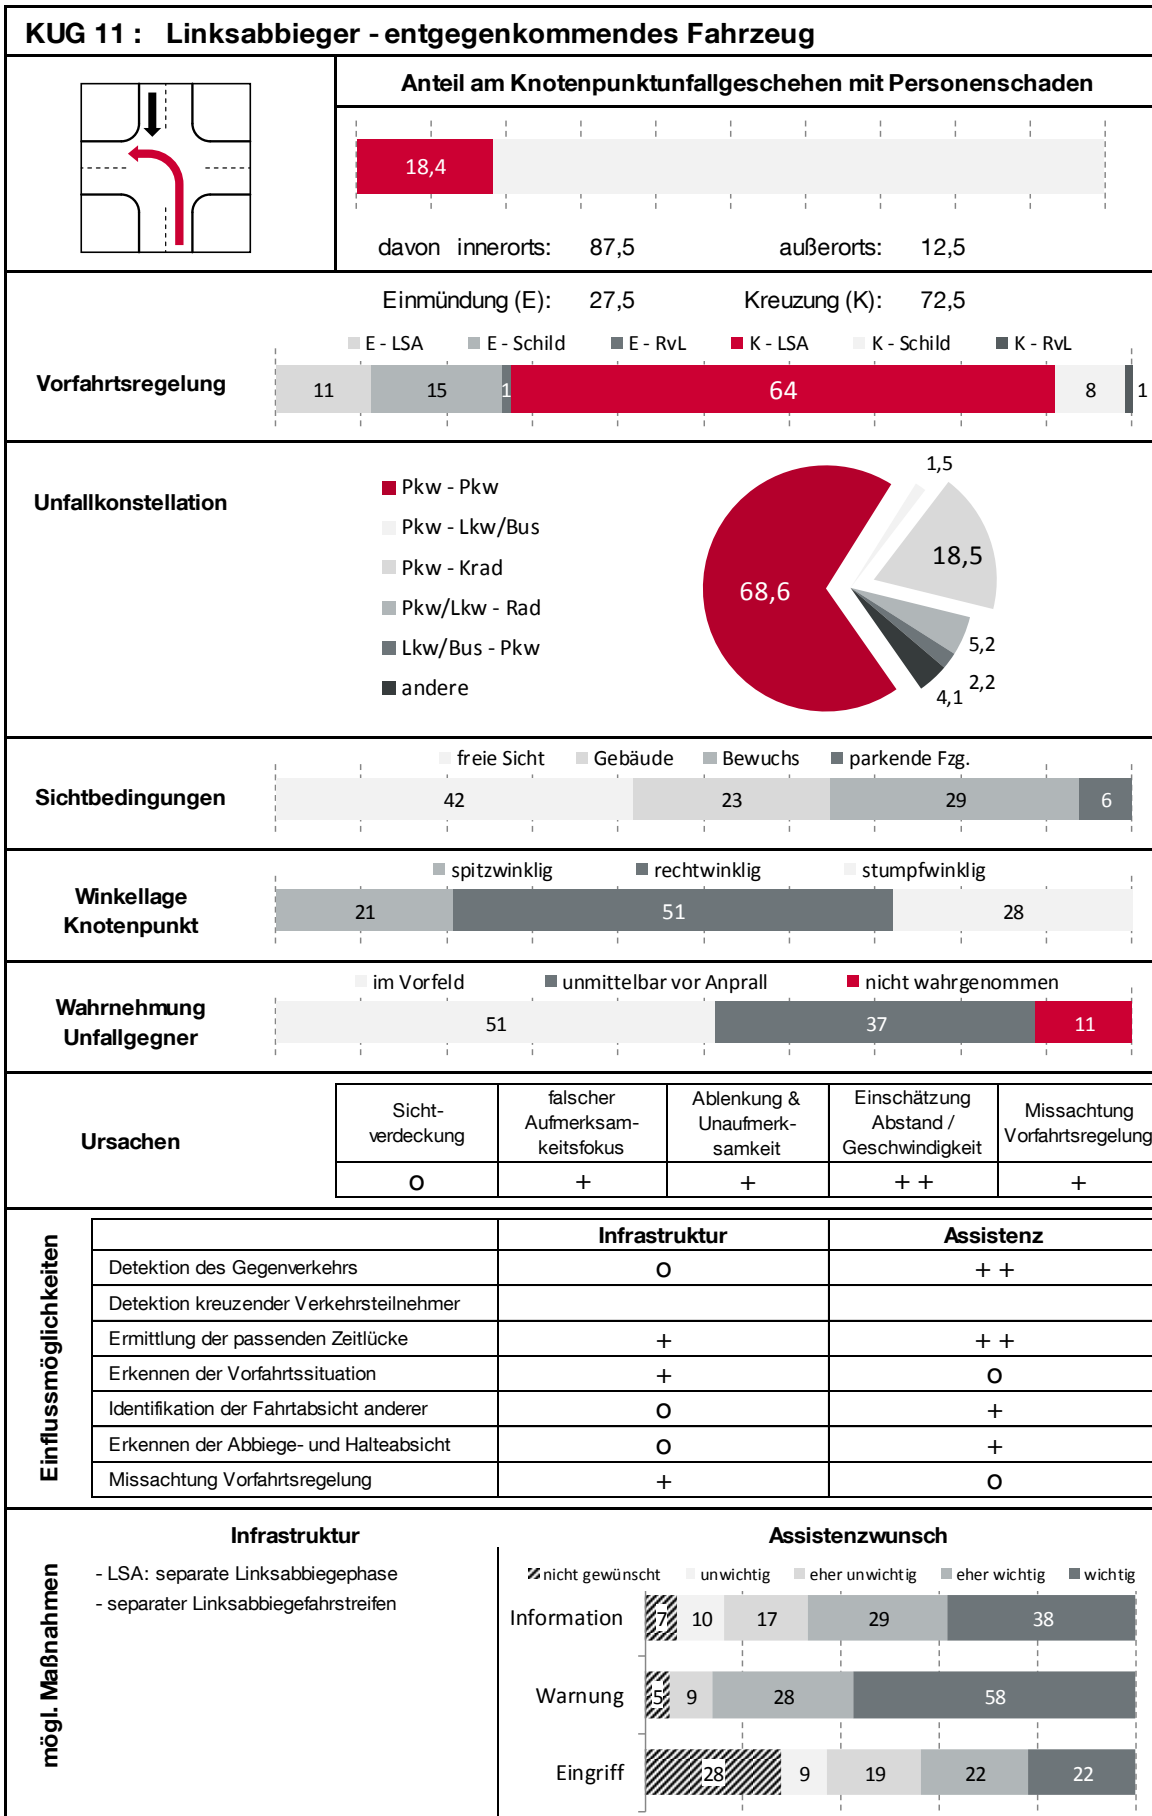 KUG 11 : Linksabbieger - entgegenkommendes Fahrzeug
Anteil am Knotenpunktunfallgeschehen mit Personenschaden
18,4
davon innerorts: 87,5 außerorts: 12,5
Einmündung (E): 27,5 Kreuzung (K): 72,5
E - LSA E - Schild E - RvL K - LSA K - Schild K - RvL
Vorfahrtsregelung
11 15 1 64 8 1
Unfallkonstellation
Pkw - Pkw
Pkw - Lkw/Bus
Pkw - Krad
Pkw/Lkw - Rad
Lkw/Bus - Pkw
andere
1,5
18,5
68,6
5,2
2,2
4,1
freie Sicht Gebäude Bewuchs parkende Fzg.
Sichtbedingungen
42 23 29 6
spitzwinklig rechtwinklig stumpfwinklig
Winkellage
Knotenpunkt
21 51 28
im Vorfeld unmittelbar vor Anprall nicht wahrgenommen
Wahrnehmung
Unfallgegner
51 37 11
Ursachen
Sicht-
verdeckung
falscher
Aufmerksam-
keitsfokus
Ablenkung &
Unaufmerk-
samkeit
Einschätzung
Abstand /
Geschwindigkeit
Missachtung
Vorfahrtsregelung
o + + + + +
Einflussmöglichkeiten
Infrastruktur Assistenz
Detektion des Gegenverkehrs o + +
Detektion kreuzender Verkehrsteilnehmer
Ermittlung der passenden Zeitlücke + + +
Erkennen der Vorfahrtssituation + o
Identifikation der Fahrtabsicht anderer o +
Erkennen der Abbiege- und Halteabsicht o +
Missachtung Vorfahrtsregelung + o
mögl. Maßnahmen
Infrastruktur
- LSA: separate Linksabbiegephase
- separater Linksabbiegefahrstreifen
Assistenzwunsch
nicht gewünscht unwichtig eher unwichtig eher wichtig wichtig
Information 7 10 17 29 38
Warnung 5 9 28 58
Eingriff 28 9 19 22 22